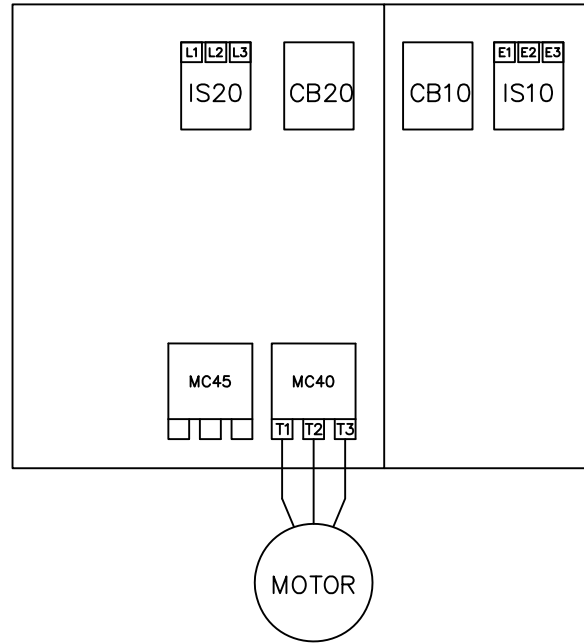 L1 L2 L3
IS20
CB20
CB10
E1 E2 E3
IS10
MC45
MC40
T1 T2 T3
MOTOR